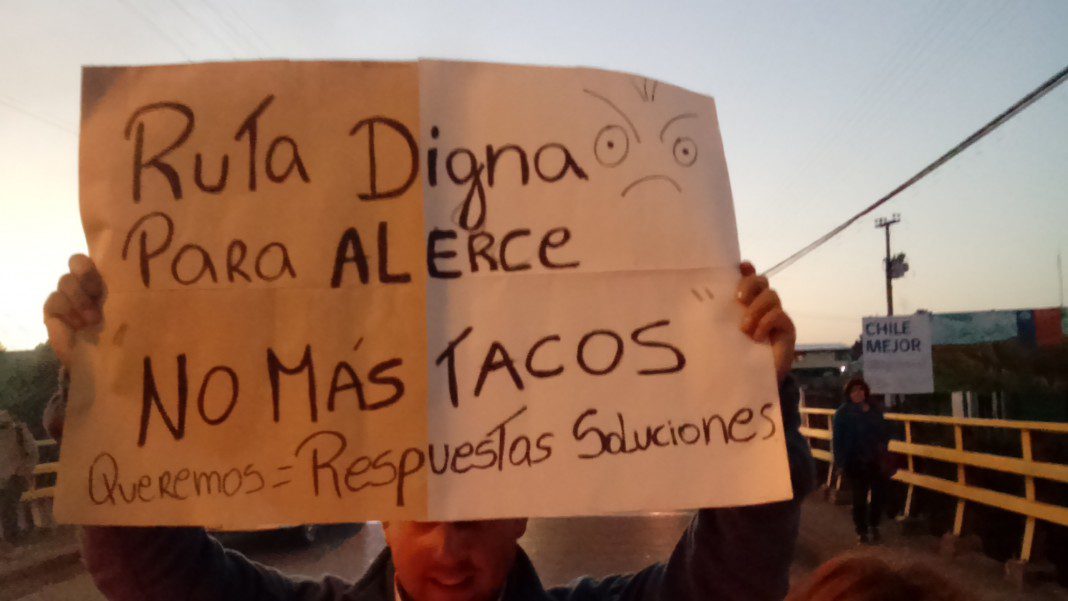 Ruta Digna
Para ALERCE
"NO MÁS TACOS"
Queremos = Respuestas Soluciones
CHILE
MEJOR